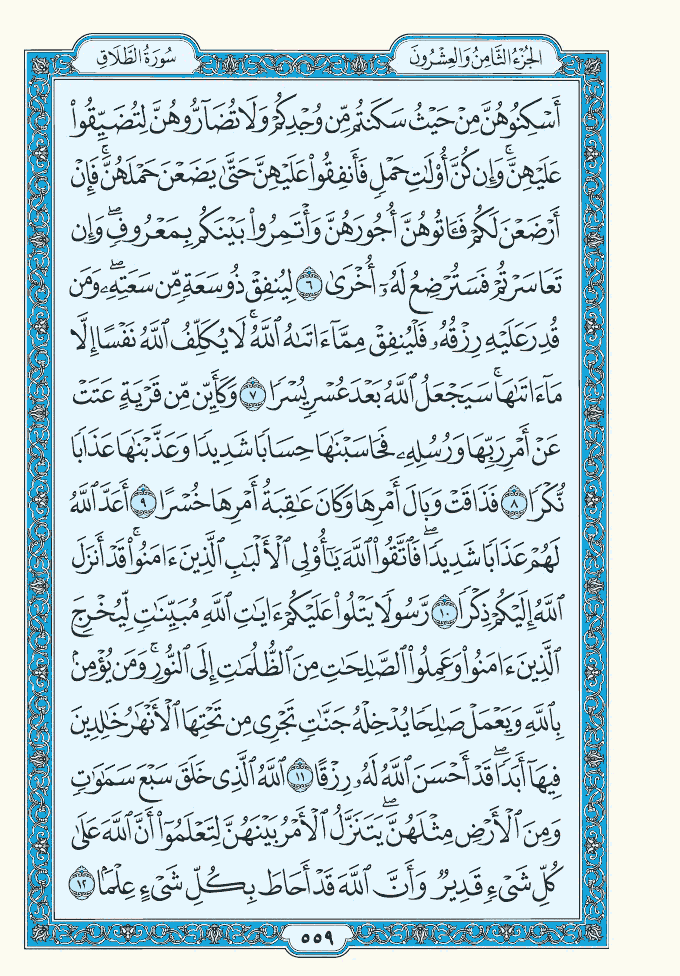 الجُزْءُ الثَّامِنُ وَالعِشْرُونَ
سُورَةُ الطَّلَاقِ
أَسْكِنُوهُنَّ مِنْ حَيْثُ سَكَنتُم مِّن وُجْدِكُمْ وَلَا تُضَآرُّوهُنَّ لِتُضَيِّقُوا۟
عَلَيْهِنَّ ۚ وَإِن كُنَّ أُو۟لَٰتِ حَمْلٍ فَأَنفِقُوا۟ عَلَيْهِنَّ حَتَّىٰ يَضَعْنَ حَمْلَهُنَّ ۚ فَإِنْ
أَرْضَعْنَ لَكُمْ فَـَٔاتُوهُنَّ أُجُورَهُنَّ ۖ وَأْتَمِرُوا۟ بَيْنَكُم بِمَعْرُوفٍ ۖ وَإِن
تَعَاسَرْتُمْ فَسَتُرْضِعُ لَهُۥٓ أُخْرَىٰ ٦ لِيُنفِقْ ذُو سَعَةٍ مِّن سَعَتِهِۦ ۖ وَمَن
قُدِرَ عَلَيْهِ رِزْقُهُۥ فَلْيُنفِقْ مِمَّآ ءَاتَىٰهُ ٱللَّهُ ۚ لَا يُكَلِّفُ ٱللَّهُ نَفْسًا إِلَّا
مَآ ءَاتَىٰهَا ۚ سَيَجْعَلُ ٱللَّهُ بَعْدَ عُسْرٍ يُسْرًا ٧ وَكَأَيِّن مِّن قَرْيَةٍ عَتَتْ
عَنْ أَمْرِ رَبِّهَا وَرُسُلِهِۦ فَحَاسَبْنَٰهَا حِسَابًا شَدِيدًا وَعَذَّبْنَٰهَا عَذَابًا
نُّكْرًا ٨ فَذَاقَتْ وَبَالَ أَمْرِهَا وَكَانَ عَٰقِبَةُ أَمْرِهَا خُسْرًا ٩ أَعَدَّ ٱللَّهُ
لَهُمْ عَذَابًا شَدِيدًا ۖ فَٱتَّقُوا۟ ٱللَّهَ يَٰٓأُو۟لِى ٱلْأَلْبَٰبِ ٱلَّذِينَ ءَامَنُوا۟ ۚ قَدْ أَنزَلَ
ٱللَّهُ إِلَيْكُمْ ذِكْرًا ١٠ رَّسُولًا يَتْلُوا۟ عَلَيْكُمْ ءَايَٰتِ ٱللَّهِ مُبَيِّنَٰتٍ لِّيُخْرِجَ
ٱلَّذِينَ ءَامَنُوا۟ وَعَمِلُوا۟ ٱلصَّٰلِحَٰتِ مِنَ ٱلظُّلُمَٰتِ إِلَى ٱلنُّورِ ۚ وَمَن يُؤْمِنۢ
بِٱللَّهِ وَيَعْمَلْ صَٰلِحًا يُدْخِلْهُ جَنَّٰتٍ تَجْرِى مِن تَحْتِهَا ٱلْأَنْهَٰرُ خَٰلِدِينَ
فِيهَآ أَبَدًا ۖ قَدْ أَحْسَنَ ٱللَّهُ لَهُۥ رِزْقًا ١١ ٱللَّهُ ٱلَّذِى خَلَقَ سَبْعَ سَمَٰوَٰتٍ
وَمِنَ ٱلْأَرْضِ مِثْلَهُنَّ ۖ يَتَنَزَّلُ ٱلْأَمْرُ بَيْنَهُنَّ لِتَعْلَمُوٓا۟ أَنَّ ٱللَّهَ عَلَىٰ
كُلِّ شَىْءٍ قَدِيرٌ وَأَنَّ ٱللَّهَ قَدْ أَحَاطَ بِكُلِّ شَىْءٍ عِلْمًۢا ١٢
٥٥٩